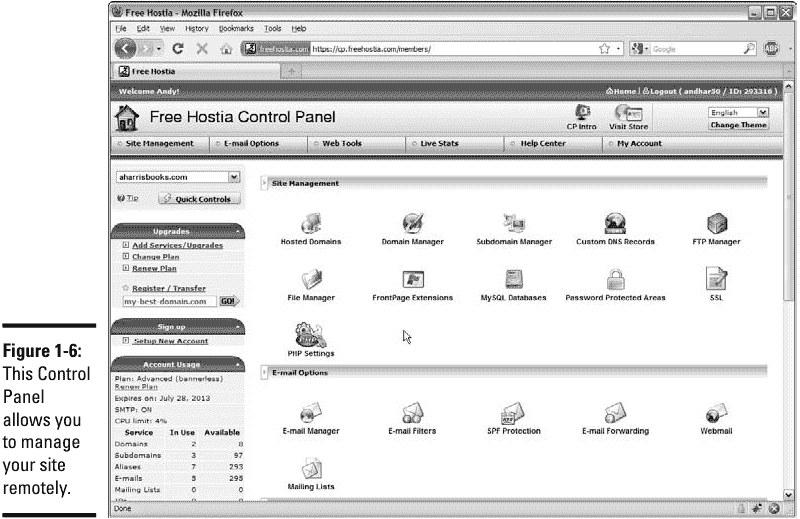 Free Hostia - Mozilla Firefox
File Edit View History Bookmarks Tools Help
freehostia.com https://cp.freehostia.com/members/
Google
ABP
Free Hostia
Welcome Andy!
Home | Logout ( andhar50 / ID: 293316 )
Free Hostia Control Panel
CP Intro Visit Store
English
Change Theme
Site Management E-mail Options Web Tools Live Stats Help Center My Account
aharrisbooks.com
Tip Quick Controls
Upgrades
Add Services/Upgrades
Change Plan
Renew Plan
Register / Transfer
my-best-domain.com GO!
Sign up
Setup New Account
Account Usage
Plan: Advanced (bannerless)
Renew Plan
Expires on: July 28, 2013
SMTP: ON
CPU limit: 4%
Service In Use Available
Domains 2 8
Subdomains 3 97
Aliases 7 293
E-mails 5 295
Mailing Lists 0 0
Site Management
Hosted Domains Domain Manager Subdomain Manager Custom DNS Records FTP Manager
File Manager FrontPage Extensions MySQL Databases Password Protected Areas SSL
PHP Settings
E-mail Options
E-mail Manager E-mail Filters SPF Protection E-mail Forwarding Webmail
Mailing Lists
Done
Figure 1-6:
This Control
Panel
allows you
to manage
your site
remotely.